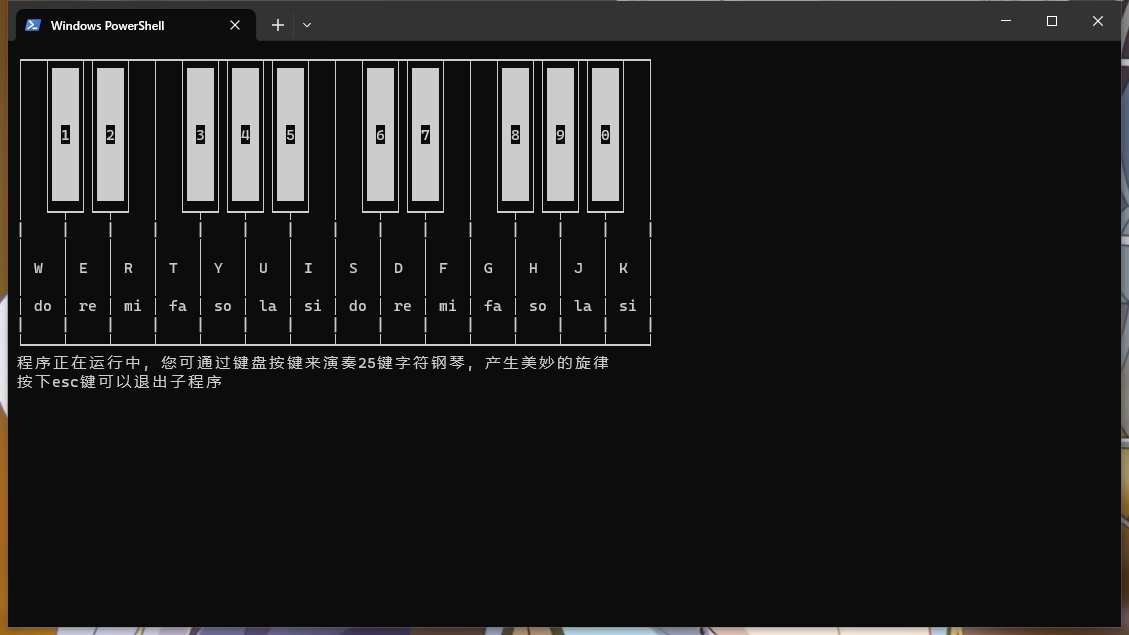 Windows PowerShell
1 2 3 4 5 6 7 8 9 0
W E R T Y U I S D F G H J K
do re mi fa so la si do re mi fa so la si
程序正在运行中，您可通过键盘按键来演奏25键字符钢琴，产生美妙的旋律
按下esc键可以退出子程序